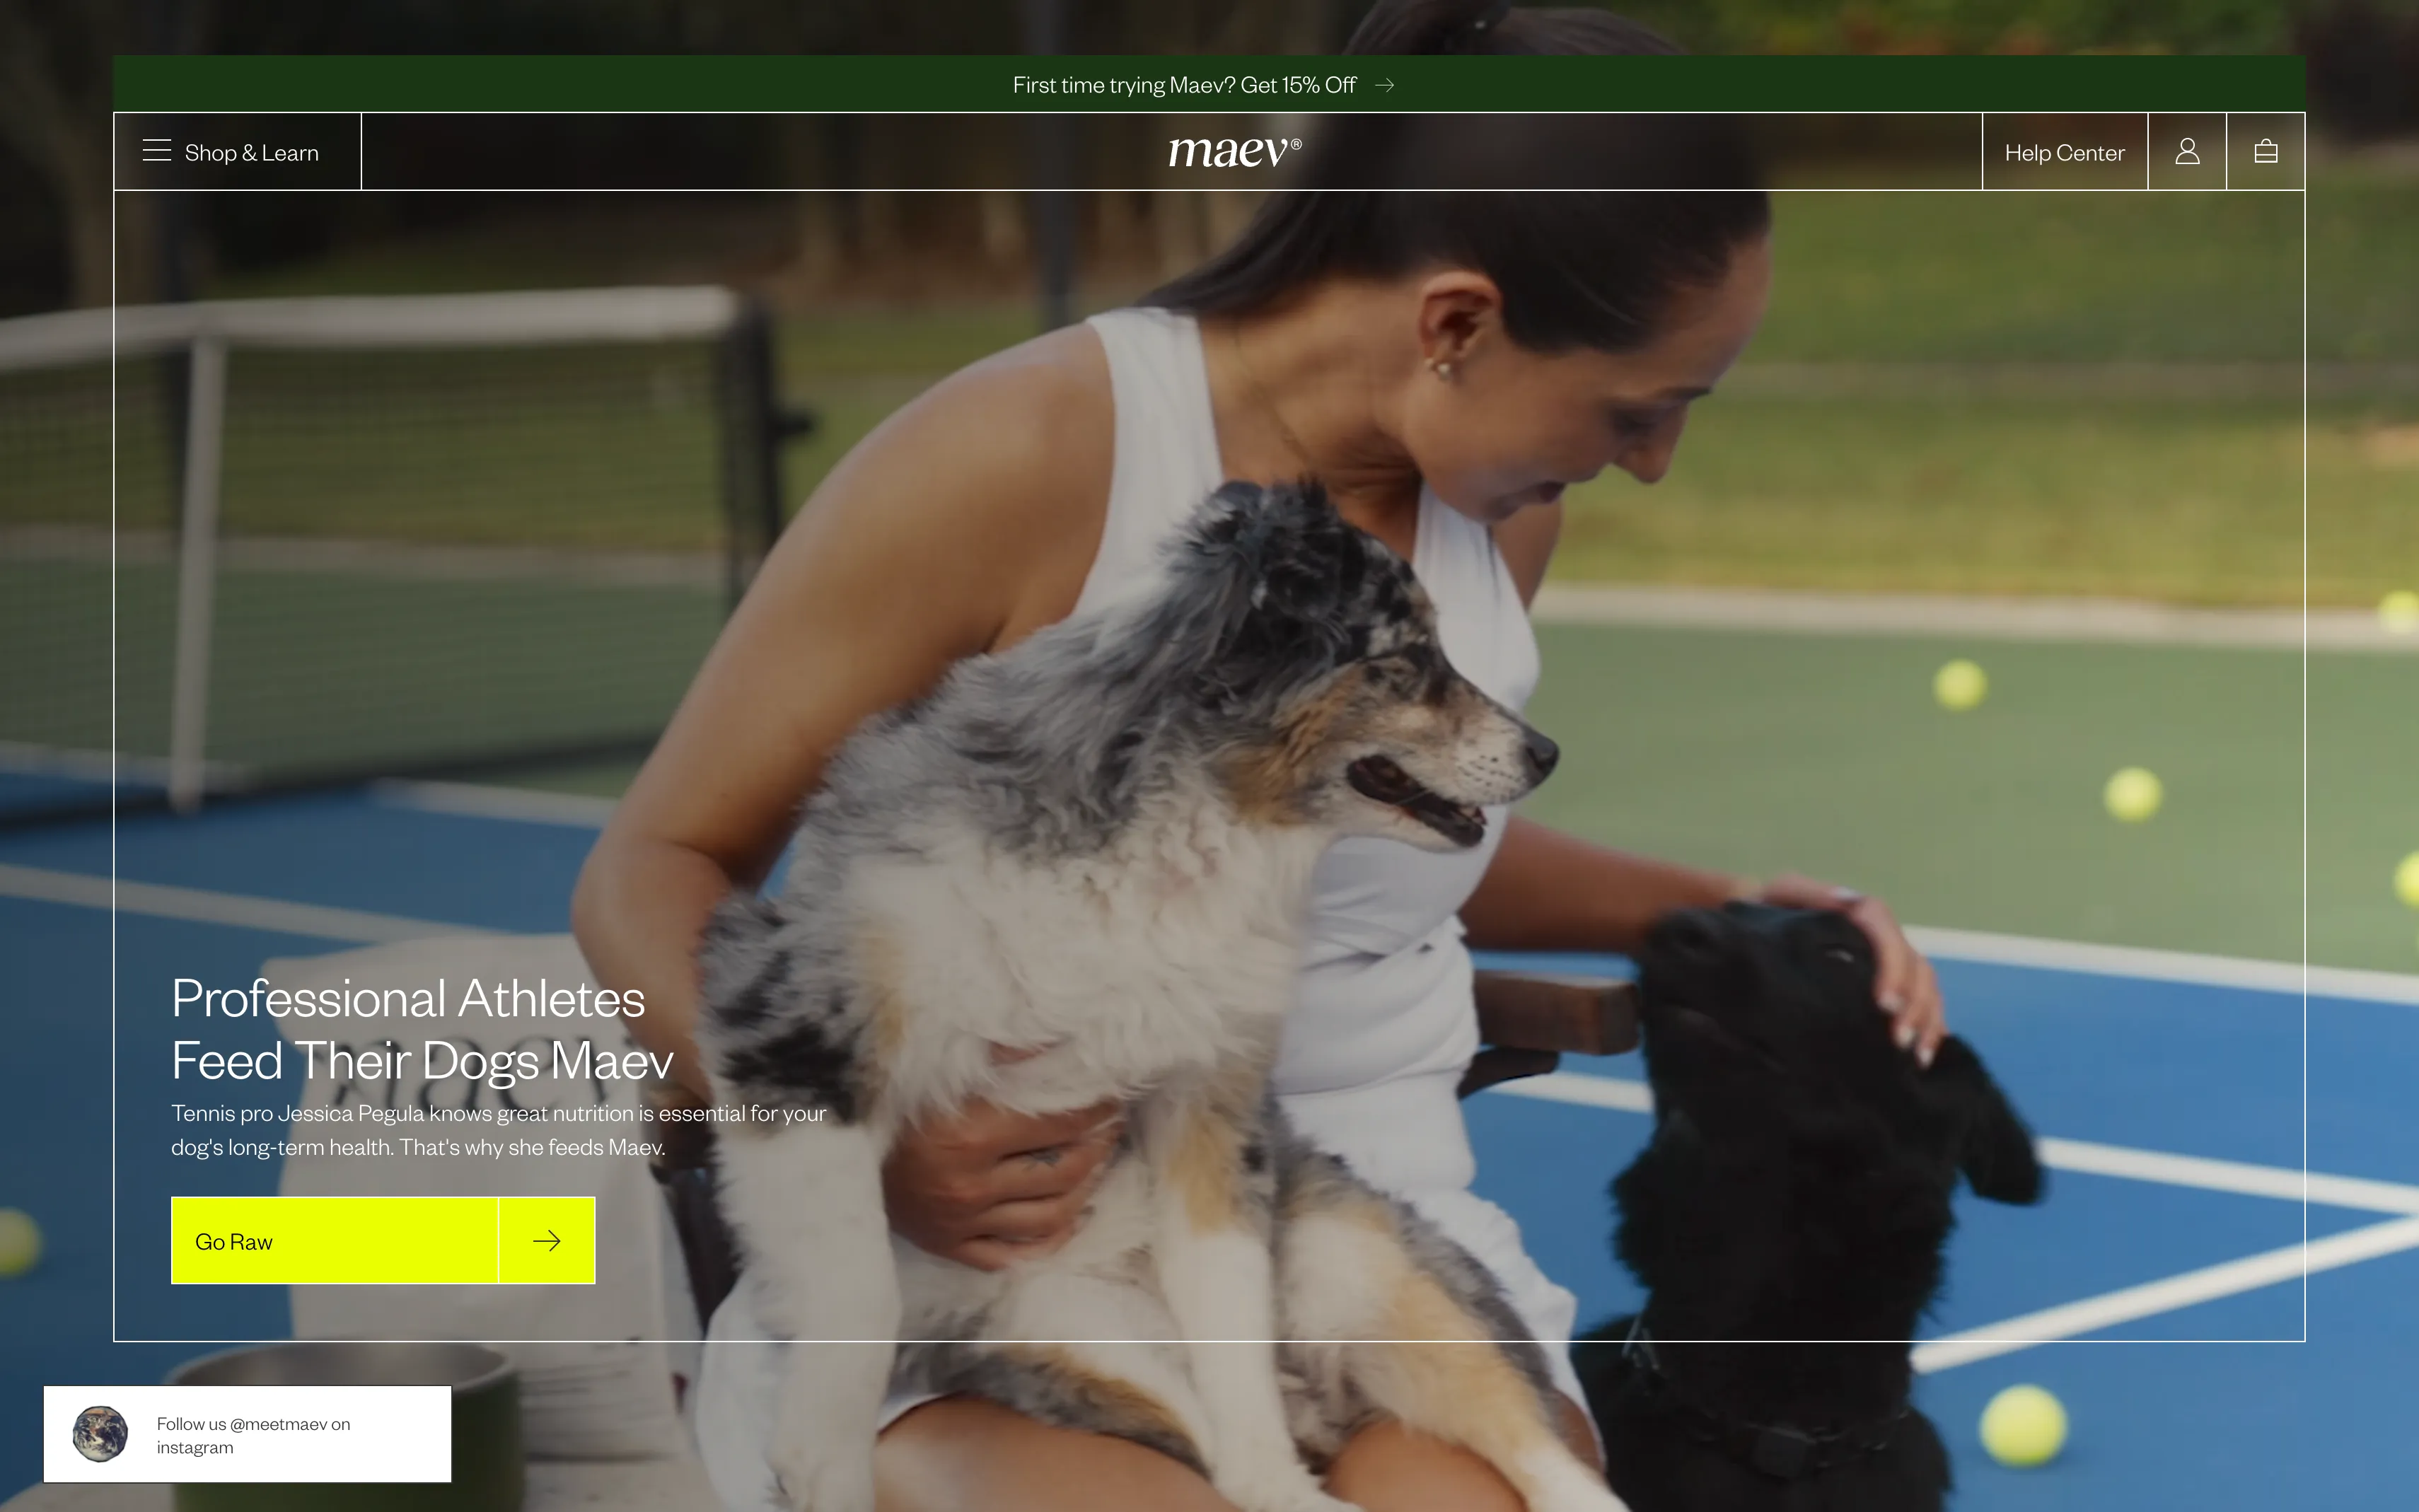 First time trying Maev? Get 15% Off
Shop & Learn
maev®
Help Center
Professional Athletes
Feed Their Dogs Maev
Tennis pro Jessica Pegula knows great nutrition is essential for your
dog's long-term health. That's why she feeds Maev.
Go Raw
Follow us @meetmaev on
instagram